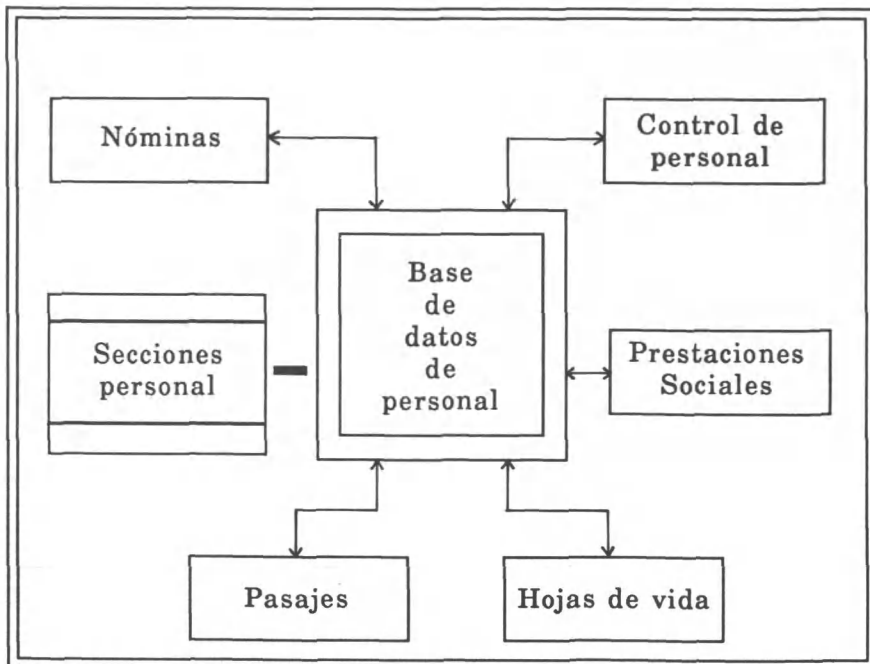 Nóminas
Control de
personal
Base
de
datos
de
personal
Secciones
personal
Prestaciones
Sociales
Pasajes
Hojas de vida